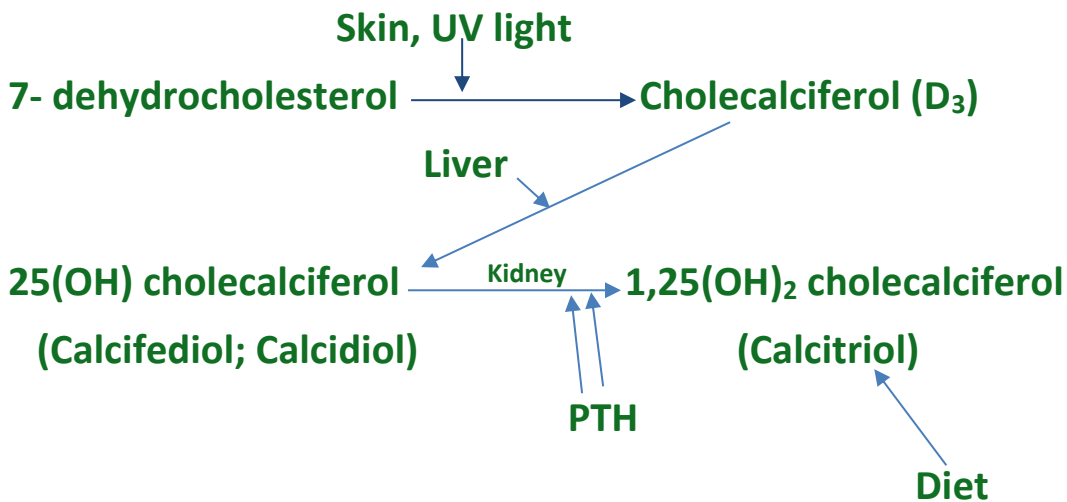 Skin, UV light
7- dehydrocholesterol Cholecalciferol (D₃)
Liver
25(OH) cholecalciferol Kidney 1,25(OH)₂ cholecalciferol
(Calcifediol; Calcidiol) (Calcitriol)
PTH
Diet